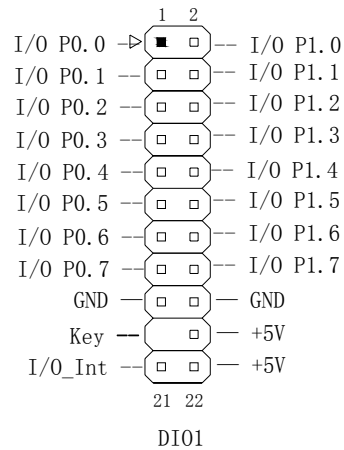 1 2
I/O P0.0 I/O P1.0
I/O P0.1 I/O P1.1
I/O P0.2 I/O P1.2
I/O P0.3 I/O P1.3
I/O P0.4 I/O P1.4
I/O P0.5 I/O P1.5
I/O P0.6 I/O P1.6
I/O P0.7 I/O P1.7
GND GND
Key +5V
I/O_Int +5V
21 22
DIO1